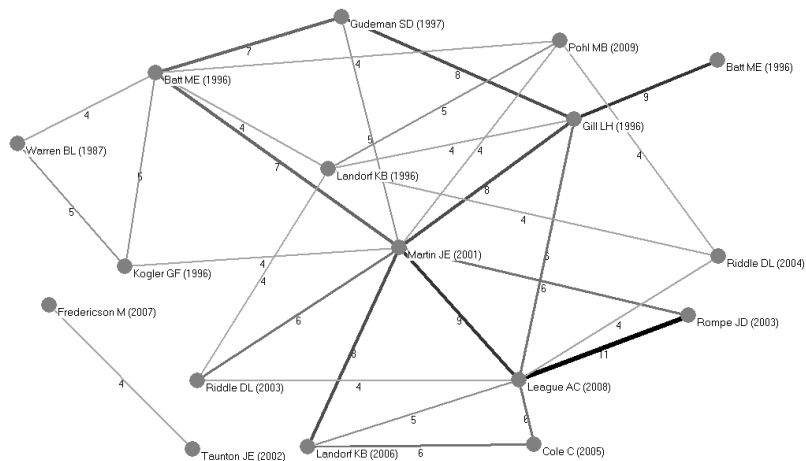 Gudeman SD (1997)
Pohl MB (2009)
7
4
Batt ME (1996)
8
Batt ME (1996)
9
5
4
4
Gill LH (1996)
5
Warren BL (1987)
4
4
4
7
Landorf KB (1996)
5
8
5
4
Martin JE (2001)
6
4
Kogler GF (1996)
4
Riddle DL (2004)
6
Fredericson M (2007)
6
9
4
Rompe JD (2003)
8
11
4
Riddle DL (2003)
4
League AC (2008)
5
6
Taunton JE (2002)
Landorf KB (2006)
6
Cole C (2005)